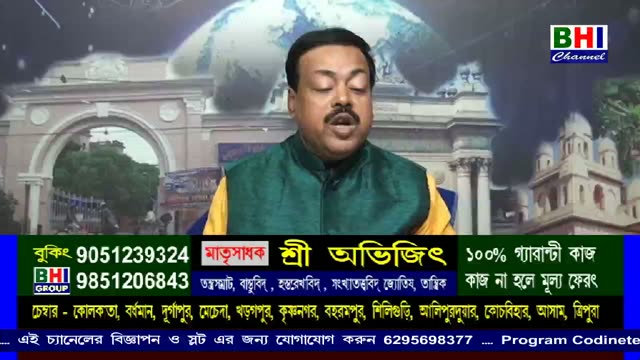 BHI
Channel
বুকিং 9051239324
9851206843
BHI
GROUP
মাতৃসাধক শ্রী অভিজিৎ
তন্ত্রসম্রাট, বাস্তুবিদ্, হস্তরেখবিদ্, সংখ্যাতত্ত্ববিদ্ জ্যোতিষ, তান্ত্রিক
১০০% গ্যারান্টী কাজ
কাজ না হলে মূল্য ফেরৎ
চেম্বার - কোলকাতা, বর্ধমান, দূর্গাপুর, মেচেদা, খড়গপুর, কৃষ্ণনগর, বহরমপুর, শিলিগুড়ি, আলিপুরদুয়ার, কোচবিহার, আসাম, ত্রিপুরা
... এই চ্যানেলের বিজ্ঞাপন ও স্লট এর জন্য যোগাযোগ করুন 6295698377 .... Program Codinete